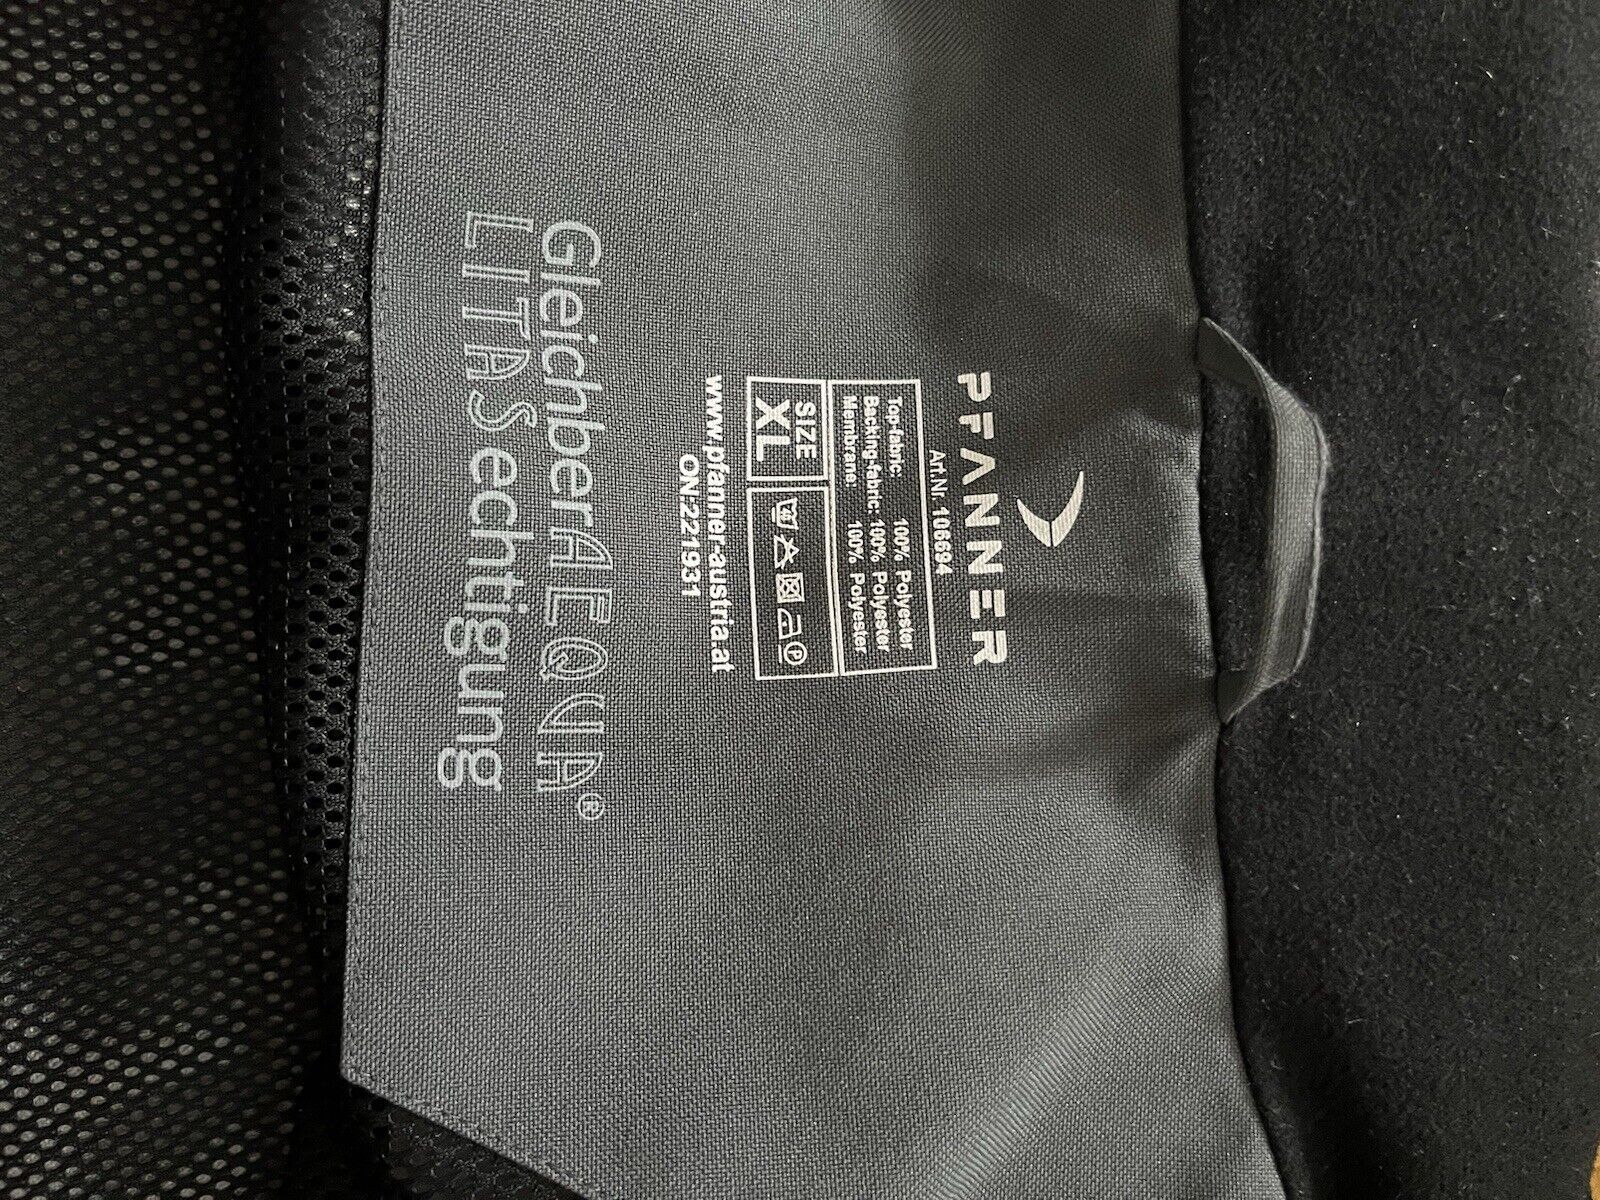 PFANNER
Art.Nr. 106694
Top-fabric: 100% Polyester
Backing-fabric: 100% Polyester
Membrane: 100% Polyester
SIZE
XL
P
www.pfanner-austria.at
ON:221931
GleichberAEQUA®
LITASechtigung